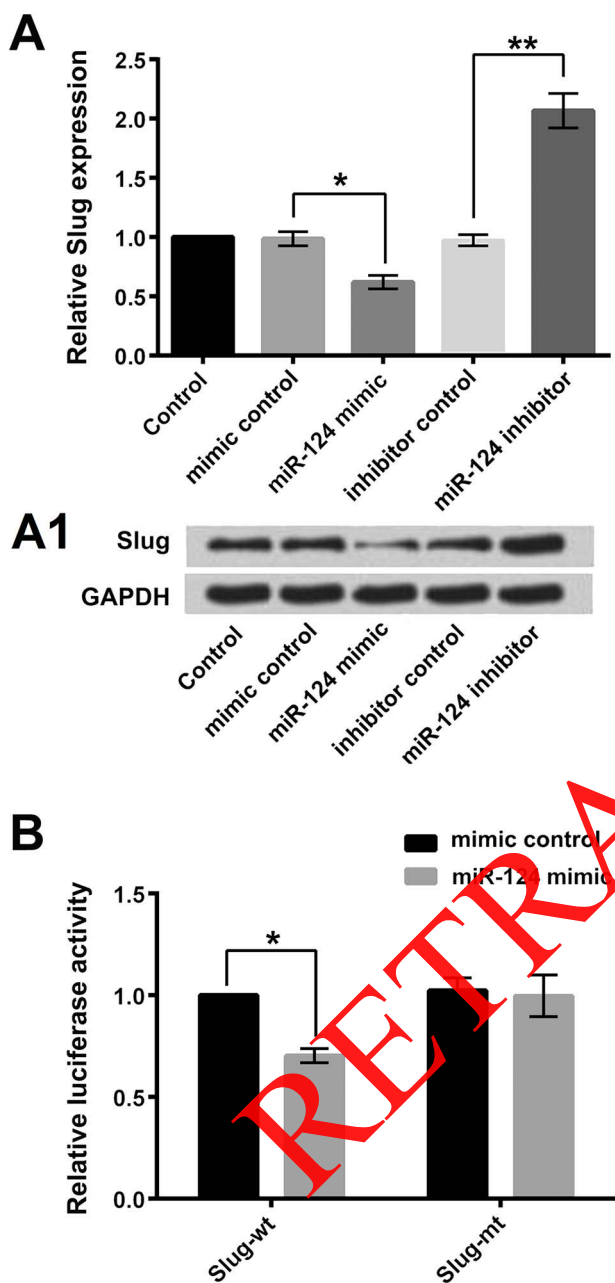 A
Relative Slug expression
2.5
2.0
1.5
1.0
0.5
0.0
*
**
Control
mimic control
miR-124 mimic
inhibitor control
miR-124 inhibitor
A1
Slug
GAPDH
Control
mimic control
miR-124 mimic
inhibitor control
miR-124 inhibitor
B
mimic control
miR-124 mimic
Relative luciferase activity
1.5
1.0
0.5
0.0
*
Slug-wt
Slug-mt
RETRA